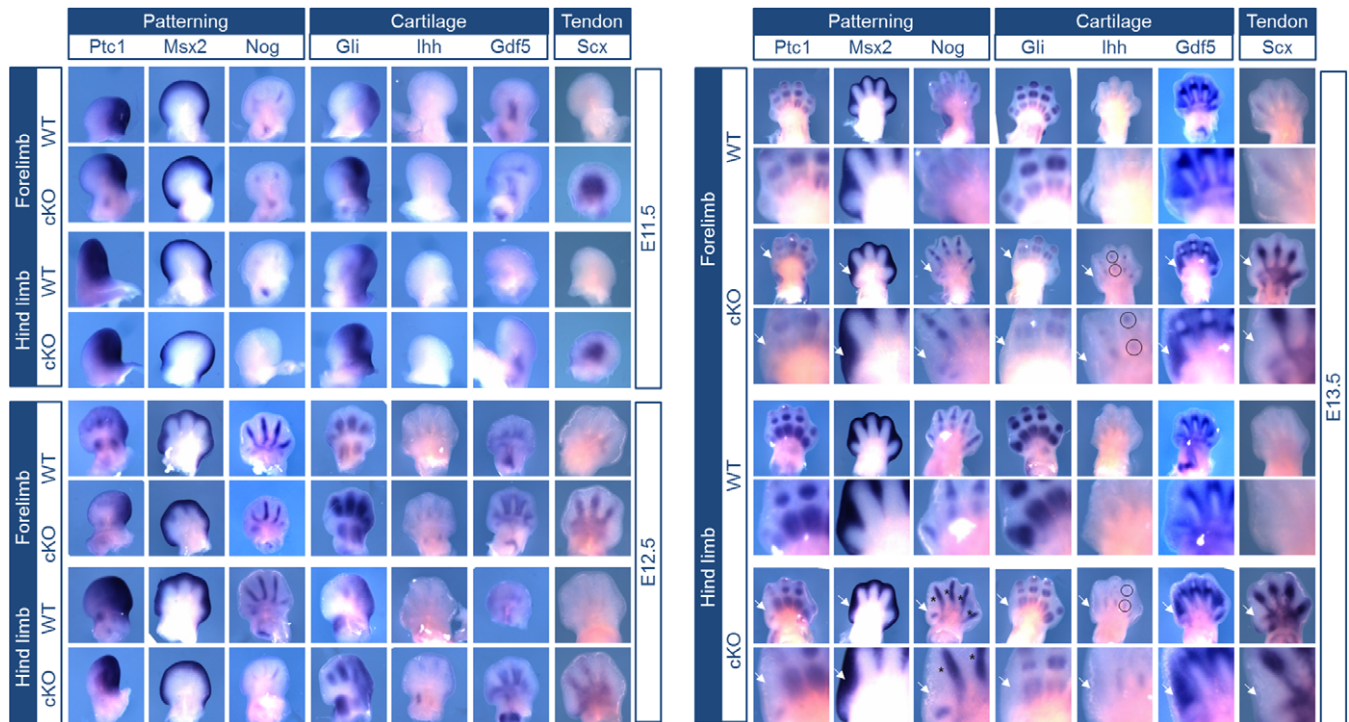 Patterning Cartilage Tendon
Ptc1 Msx2 Nog Gli Ihh Gdf5 Scx
Forelimb
WT
cKO
Hind limb
WT
cKO
E11.5
Forelimb
WT
cKO
Hind limb
WT
cKO
E12.5
Patterning Cartilage Tendon
Ptc1 Msx2 Nog Gli Ihh Gdf5 Scx
Forelimb
WT
cKO
Hind limb
WT
cKO
E13.5